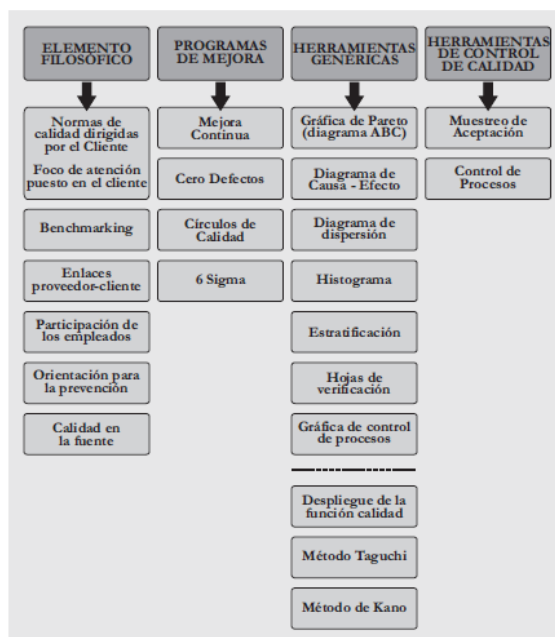 ELEMENTO
FILOSÓFICO
Normas de
calidad dirigidas
por el Cliente
Foco de atención
puesto en el cliente
Benchmarking
Enlaces
proveedor-cliente
Participación de
los empleados
Orientación para
la prevención
Calidad en
la fuente
PROGRAMAS
DE MEJORA
Mejora
Continua
Cero Defectos
Círculos de
Calidad
6 Sigma
HERRAMIENTAS
GENÉRICAS
Gráfica de Pareto
(diagrama ABC)
Diagrama de
Causa - Efecto
Diagrama de
dispersión
Histograma
Estratificación
Hojas de
verificación
Gráfica de control
de procesos
Despliegue de la
función calidad
Método Taguchi
Método de Kano
HERRAMIENTAS
DE CONTROL
DE CALIDAD
Muestreo de
Aceptación
Control de
Procesos